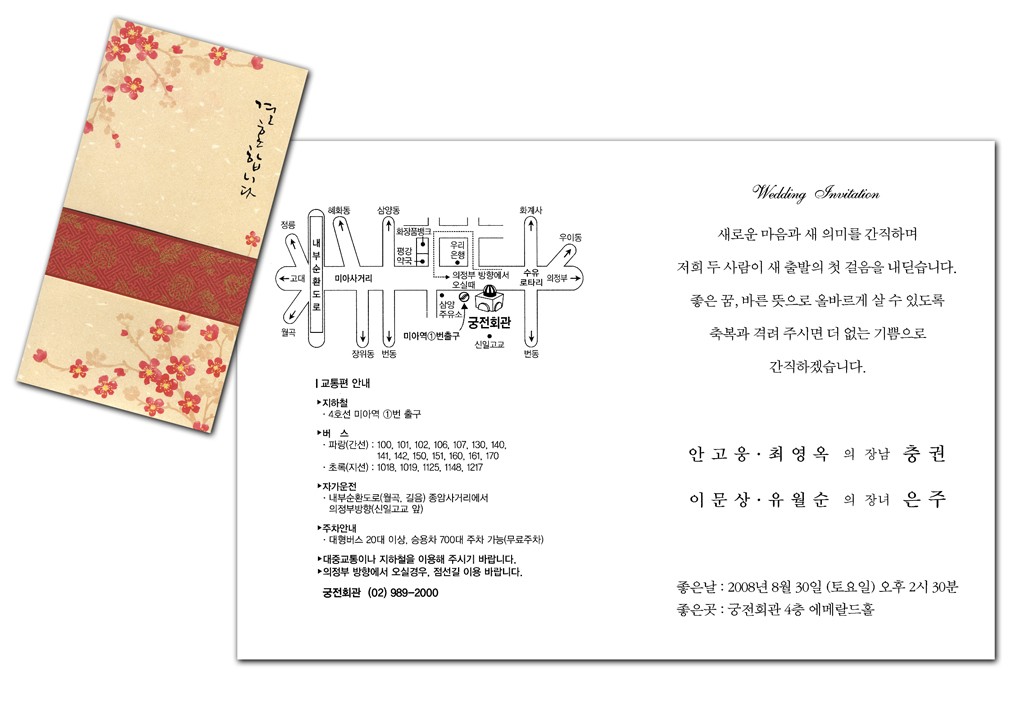 결혼합니다
Wedding Invitation
새로운 마음과 새 의미를 간직하며
저희 두 사람이 새 출발의 첫 걸음을 내딛습니다.
좋은 꿈, 바른 뜻으로 올바르게 살 수 있도록
축복과 격려 주시면 더 없는 기쁨으로
간직하겠습니다.
안 고 웅 · 최 영 옥 의 장남 충 권
이 문 상 · 유 월 순 의 장녀 은 주
좋은날 : 2008년 8월 30일 (토요일) 오후 2시 30분
좋은곳 : 궁전회관 4층 에메랄드홀
정릉
혜화동
삼양동
화계사
우이동
화장품뱅크
평강
약국
우리
은행
내부순환도로
고대
미아사거리
의정부 방향에서
오실때
수유
로타리
의정부
월곡
삼양
주유소
궁전회관
미아역①번출구
신일고교
장위동
번동
번동
교통편 안내
▶지하철
· 4호선 미아역 ①번 출구
▶버 스
· 파랑(간선) : 100, 101, 102, 106, 107, 130, 140,
141, 142, 150, 151, 160, 161, 170
· 초록(지선) : 1018, 1019, 1125, 1148, 1217
▶자가운전
· 내부순환도로(월곡, 길음) 종암사거리에서
의정부방향(신일고교 앞)
▶주차안내
· 대형버스 20대 이상, 승용차 700대 주차 가능(무료주차)
▶대중교통이나 지하철을 이용해 주시기 바랍니다.
▶의정부 방향에서 오실경우, 점선길 이용 바랍니다.
궁전회관 (02) 989-2000